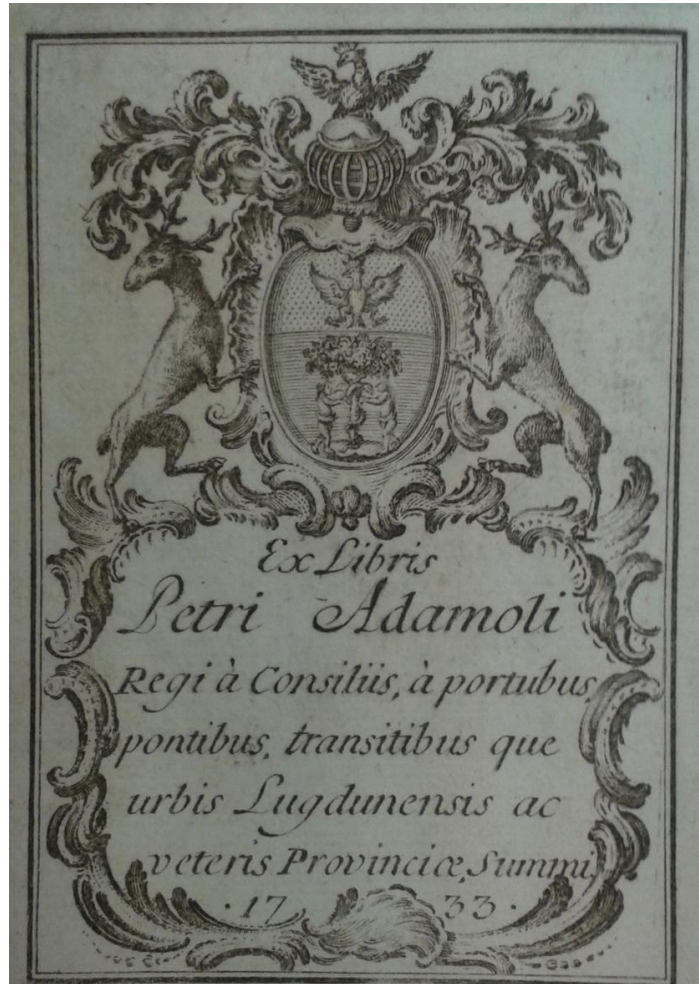 Ex Libris
Petri Adamoli
Regi à Consiliis, à portubus,
pontibus, transitibus que
urbis Lugdunensis ac
veteris Provinciæ, Summi,
· 17 33 ·